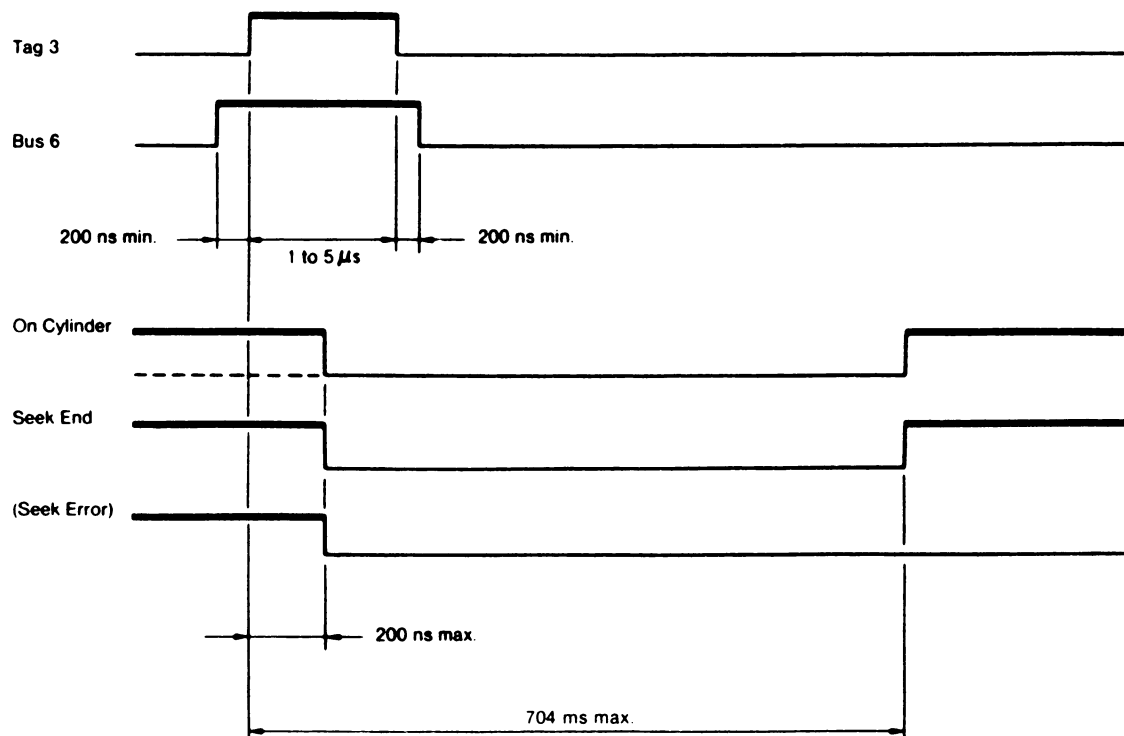 Tag 3
Bus 6
200 ns min.
200 ns min.
1 to 5 μs
On Cylinder
Seek End
(Seek Error)
200 ns max.
704 ms max.